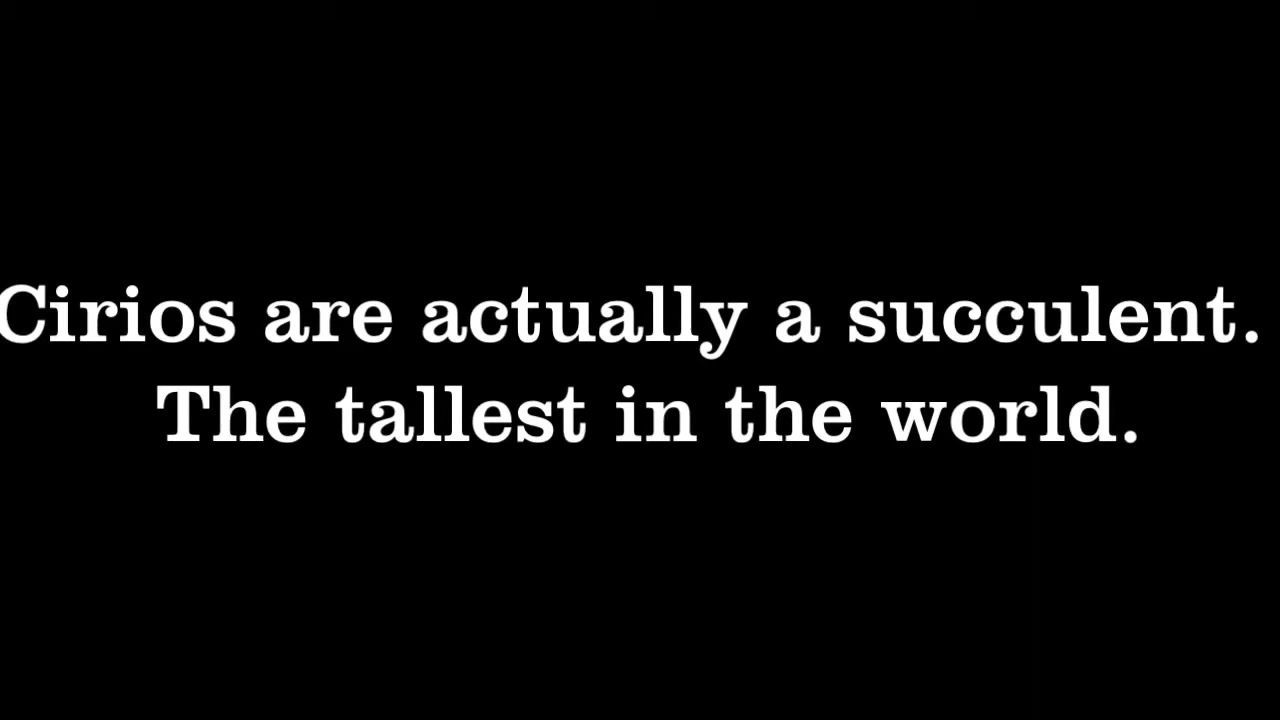 Cirios are actually a succulent.
The tallest in the world.